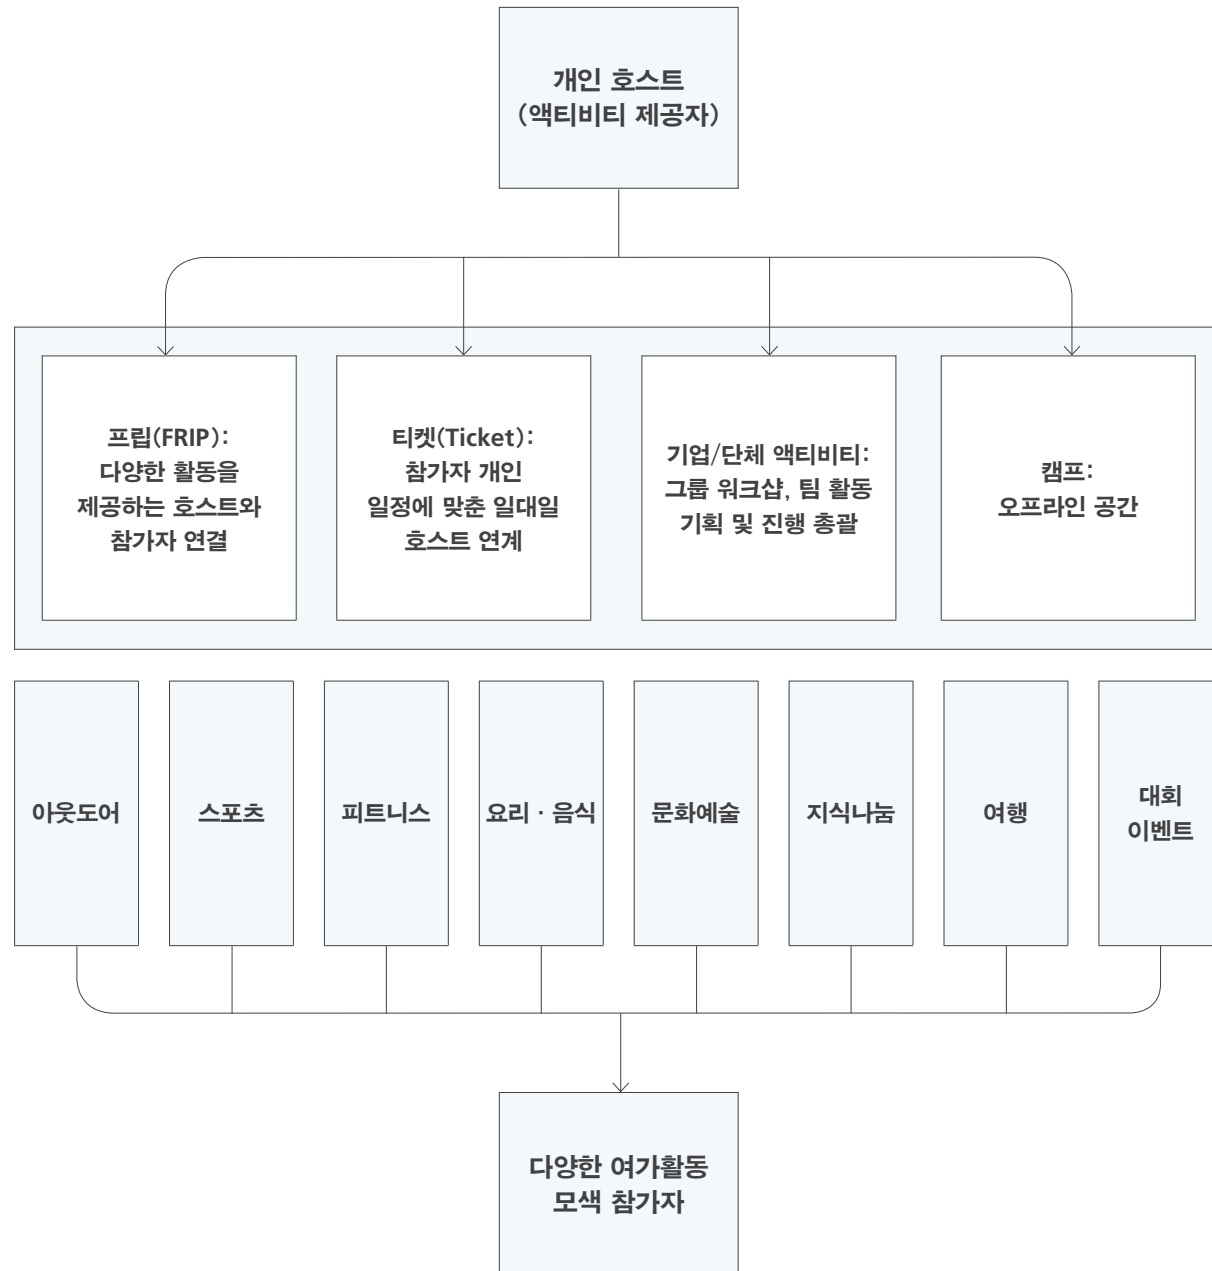 개인 호스트
(액티비티 제공자)
프립(FRIP):
다양한 활동을
제공하는 호스트와
참가자 연결
티켓(Ticket):
참가자 개인
일정에 맞춘 일대일
호스트 연계
기업/단체 액티비티:
그룹 워크샵, 팀 활동
기획 및 진행 총괄
캠프:
오프라인 공간
아웃도어
스포츠
피트니스
요리 · 음식
문화예술
지식나눔
여행
대회
이벤트
다양한 여가활동
모색 참가자